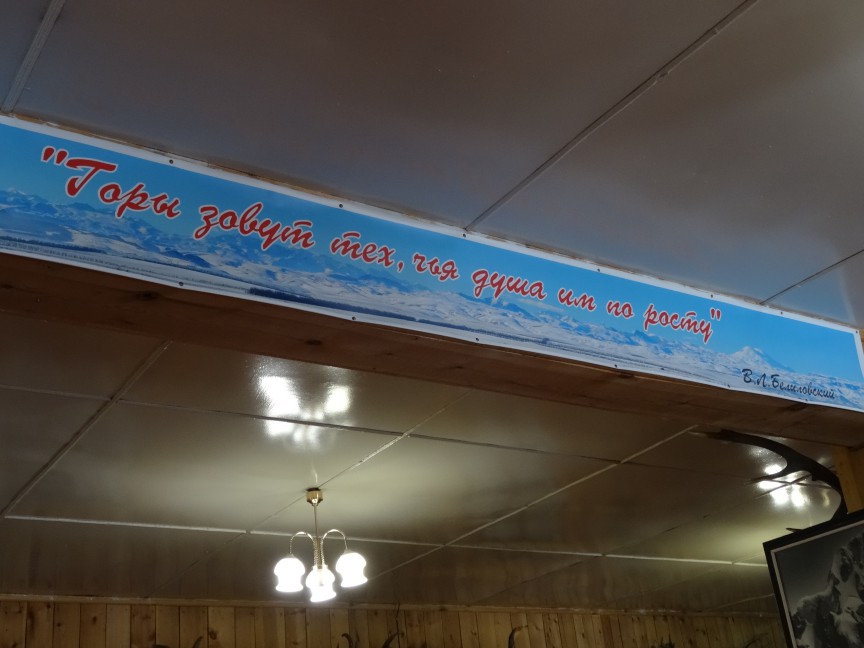 "Горы зовут тех, чья душа им по росту"
В.Л.Белиловский